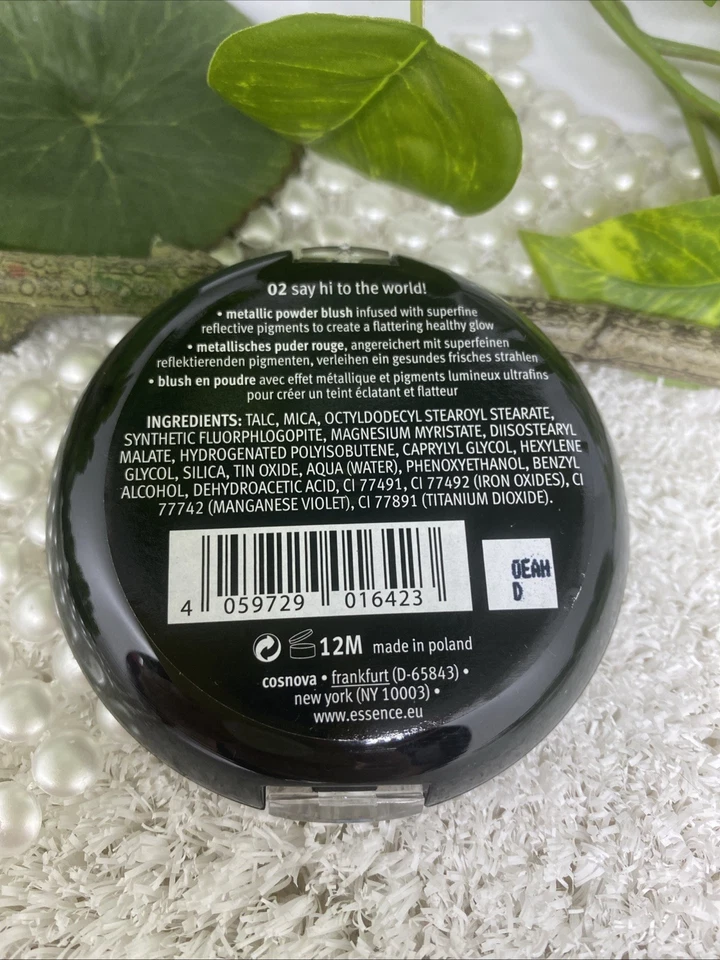 02 say hi to the world!
• metallic powder blush infused with superfine
reflective pigments to create a flattering healthy glow
• metallisches puder rouge, angereichert mit superfeinen
reflektierenden pigmenten, verleihen ein gesundes frisches strahlen
• blush en poudre avec effet métallique et pigments lumineux ultrafins
pour créer un teint éclatant et flatteur
INGREDIENTS: TALC, MICA, OCTYLDODECYL STEAROYL STEARATE,
SYNTHETIC FLUORPHLOGOPITE, MAGNESIUM MYRISTATE, DIISOSTEARYL
MALATE, HYDROGENATED POLYISOBUTENE, CAPRYLYL GLYCOL, HEXYLENE
GLYCOL, SILICA, TIN OXIDE, AQUA (WATER), PHENOXYETHANOL, BENZYL
ALCOHOL, DEHYDROACETIC ACID, CI 77491, CI 77492 (IRON OXIDES), CI
77742 (MANGANESE VIOLET), CI 77891 (TITANIUM DIOXIDE).
4 059729 016423
0EAH
D
12M made in poland
cosnova • frankfurt (D-65843) •
new york (NY 10003) •
www.essence.eu